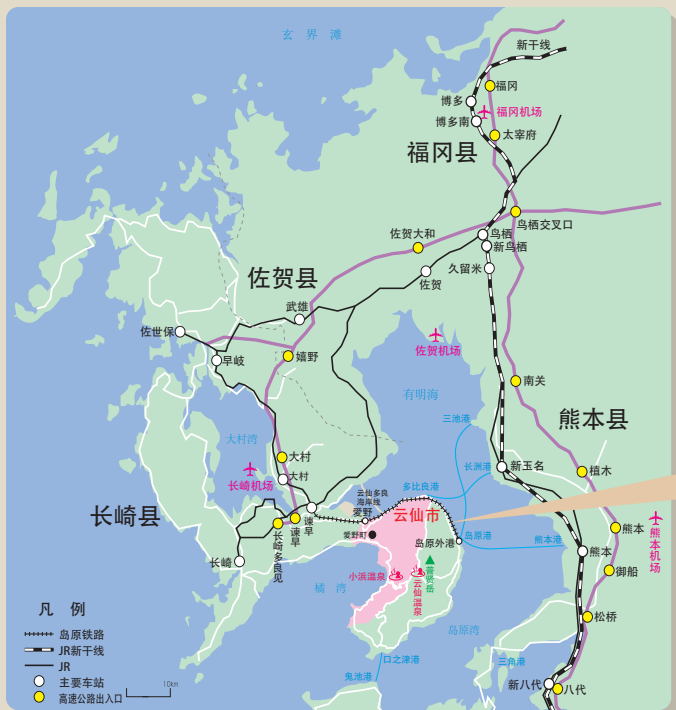 玄界滩
新干线
福冈
博多
福冈机场
博多南
太宰府
福冈县
鸟栖交叉口
佐贺大和
鸟栖
新鸟栖
久留米
佐贺县
佐贺
武雄
佐世保
早岐
嬉野
佐贺机场
南关
有明海
三池港
熊本县
大村湾
大村
长崎机场
大村
长洲港
新玉名
植木
多比良港
云仙多良
海岸线
爱野
云仙市
长崎县
谏早
谏早
爱野町
岛原外港
岛原港
熊本港
熊本
熊本
熊本机场
长崎
长崎多良见
小浜温泉
云仙温泉
普贤岳
御船
橘湾
凡例
岛原铁路
JR新干线
JR
主要车站
高速公路出入口
10km
岛原湾
松桥
口之津港
鬼池港
三角港
新八代
八代